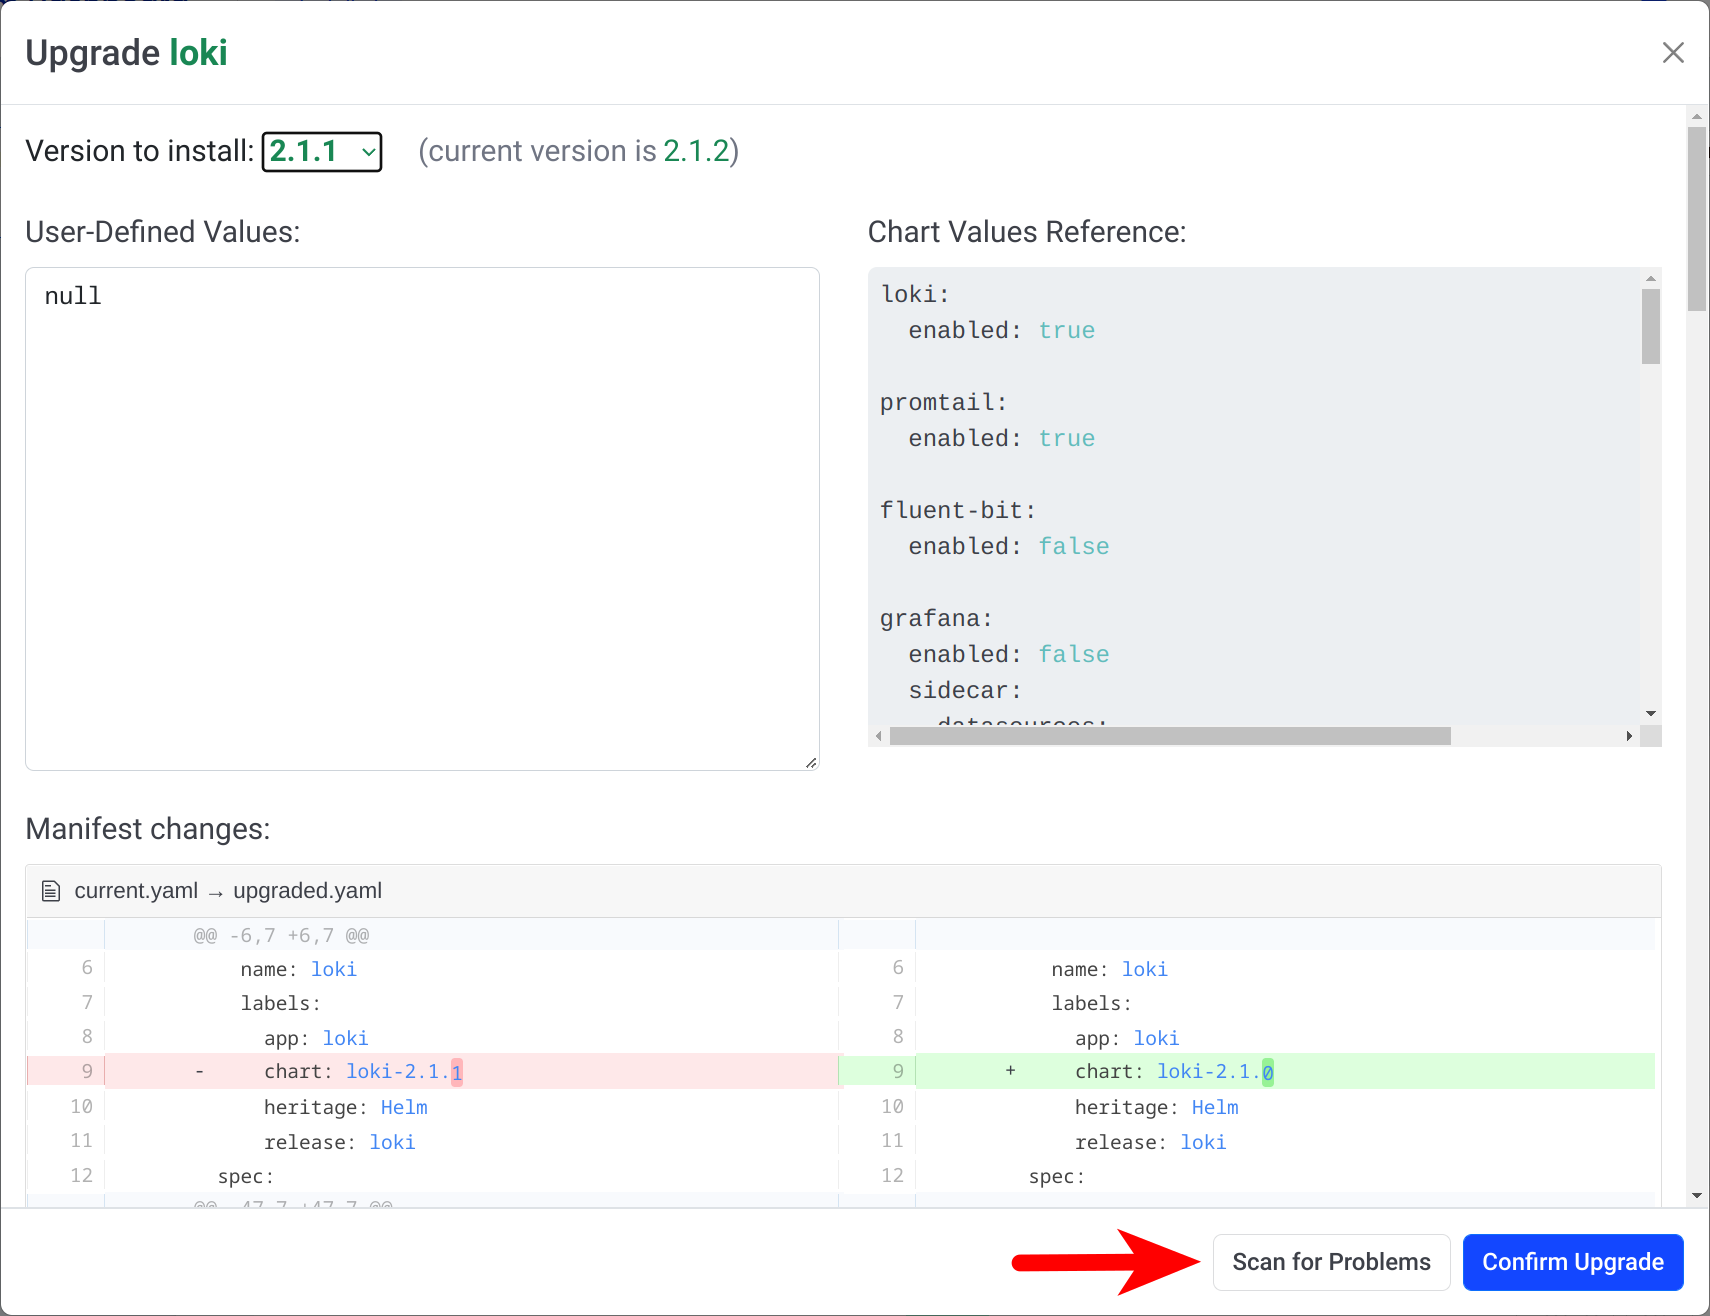 Upgrade loki
Version to install: 2.1.1 (current version is 2.1.2)
User-Defined Values:
null
Chart Values Reference:
loki:
  enabled: true
promtail:
  enabled: true
fluent-bit:
  enabled: false
grafana:
  enabled: false
  sidecar:
    datasources:
Manifest changes:
current.yaml → upgraded.yaml
@@ -6,7 +6,7 @@
6 name: loki
7 labels:
8 app: loki
9 - chart: loki-2.1.1
10 heritage: Helm
11 release: loki
12 spec:
@@ -47,7 +47,7 @@
6 name: loki
7 labels:
8 app: loki
9 + chart: loki-2.1.0
10 heritage: Helm
11 release: loki
12 spec:
Scan for Problems
Confirm Upgrade